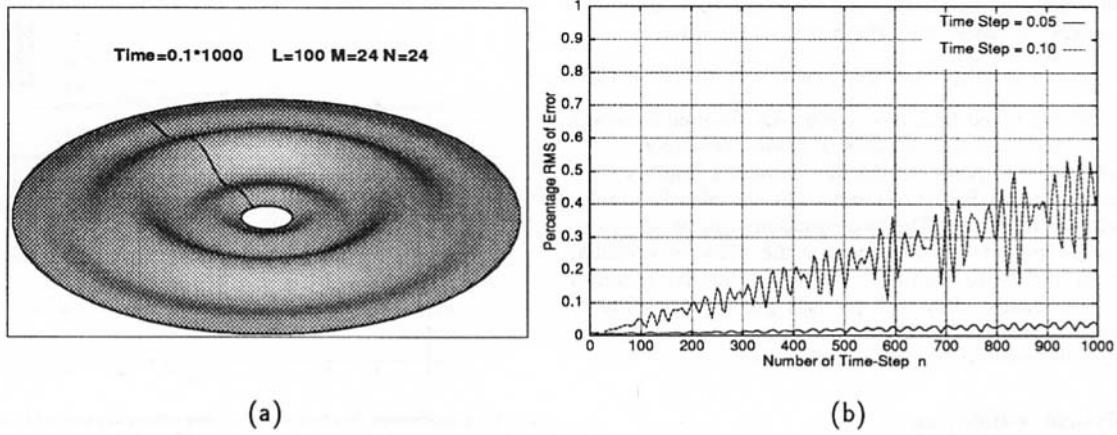 Time=0.1*1000 L=100 M=24 N=24
(a)
Time Step = 0.05
Time Step = 0.10
Percentage RMS of Error
1
0.9
0.8
0.7
0.6
0.5
0.4
0.3
0.2
0.1
0
0 100 200 300 400 500 600 700 800 900 1000
Number of Time-Step n
(b)